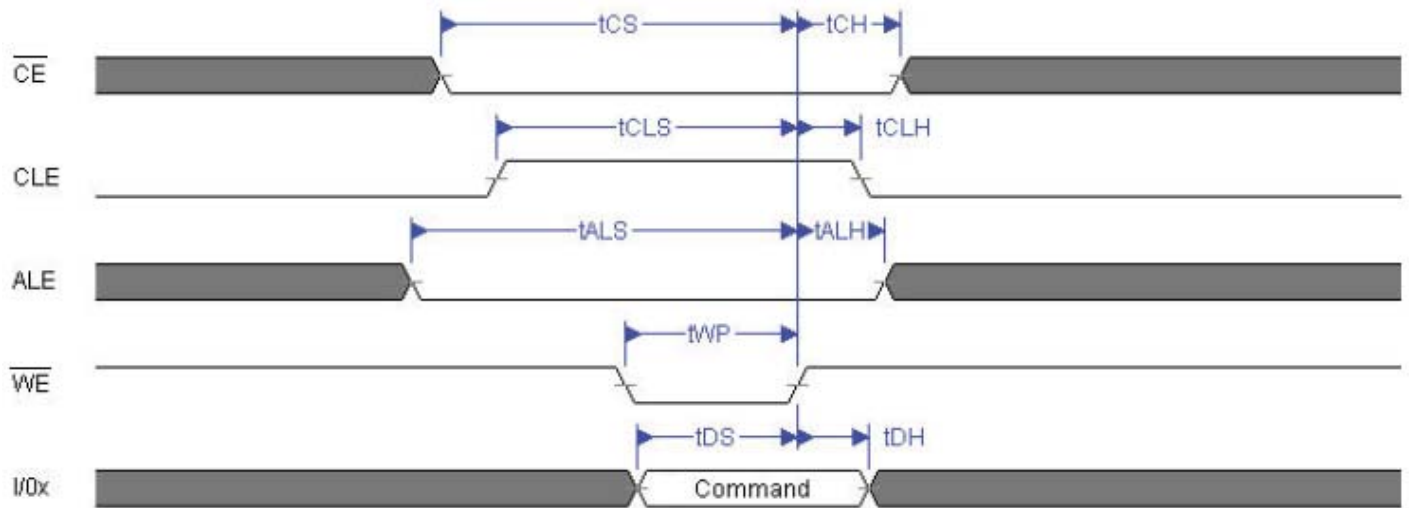 tCS tCH
CE
tCLS tCLH
CLE
tALS tALH
ALE
tWP
WE
tDS tDH
I/0x Command